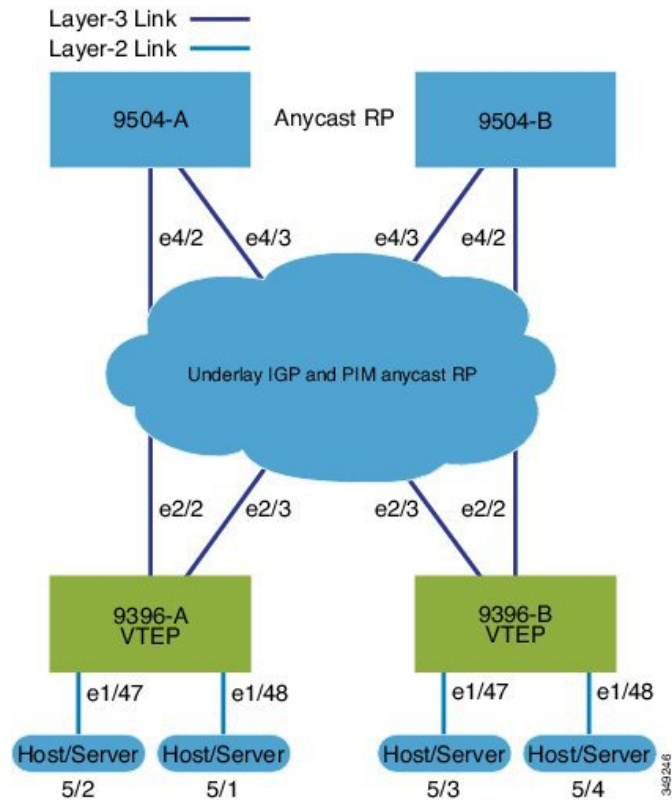 Layer-3 Link
Layer-2 Link
9504-A
Anycast RP
9504-B
e4/2
e4/3
e4/3
e4/2
Underlay IGP and PIM anycast RP
e2/2
e2/3
e2/3
e2/2
9396-A
VTEP
9396-B
VTEP
e1/47
e1/48
e1/47
e1/48
Host/Server
Host/Server
Host/Server
Host/Server
5/2
5/1
5/3
5/4
349246